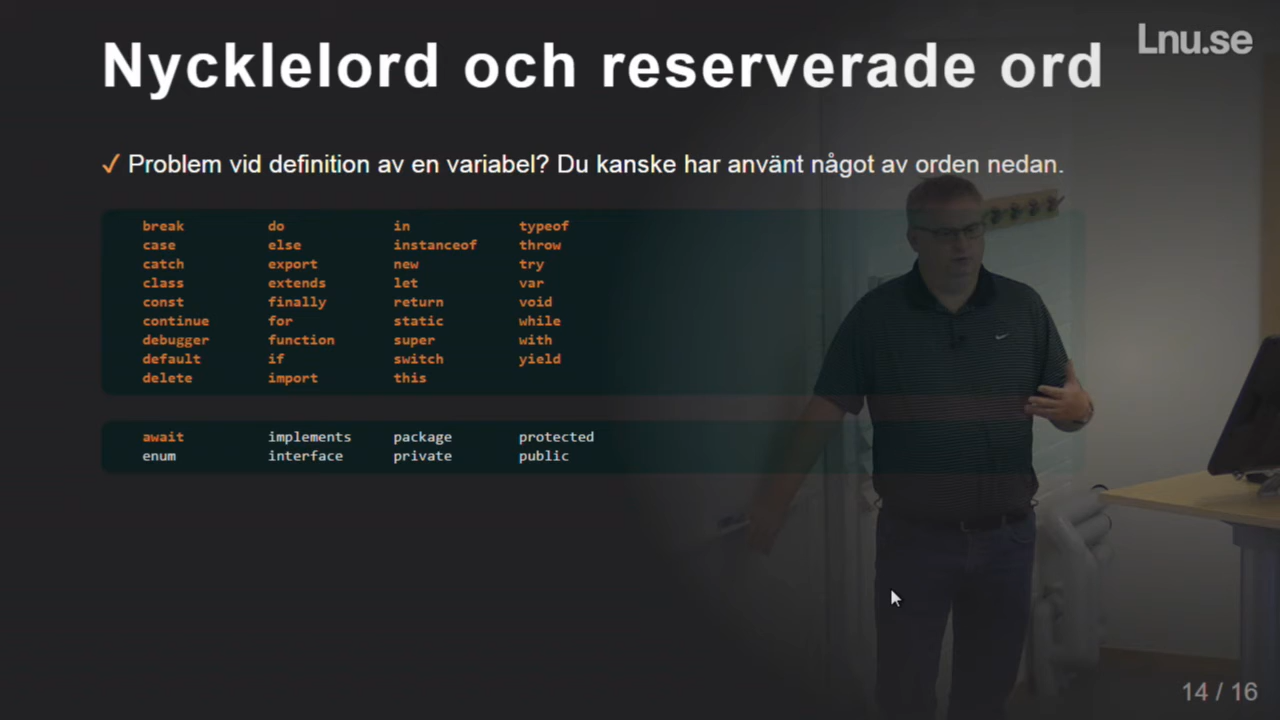 Lnu.se
Nycklelord och reserverade ord
✓ Problem vid definition av en variabel? Du kanske har använt något av orden nedan.
break do in typeof
case else instanceof throw
catch export new try
class extends let var
const finally return void
continue for static while
debugger function super with
default if switch yield
delete import this
await implements package protected
enum interface private public
14 / 16